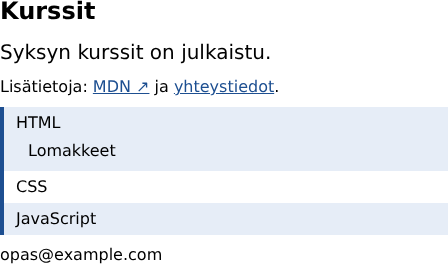 Kurssit
Syksyn kurssit on julkaistu.
Lisätietoja: MDN ↗ ja yhteystiedot.
HTML
Lomakkeet
CSS
JavaScript
opas@example.com